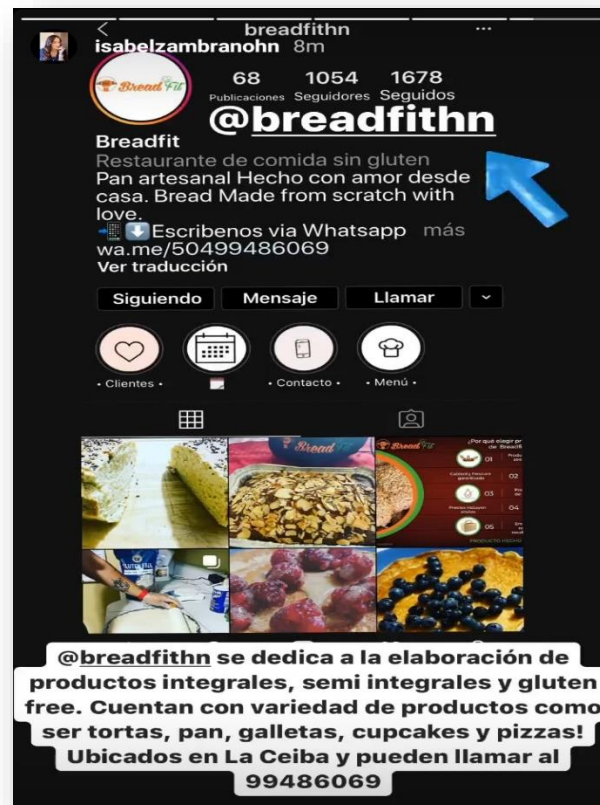 breadfithn
isabelzambranohn 8m
Bread Fit
68 1054 1678
Publicaciones Seguidores Seguidos
@breadfithn
Breadfit
Restaurante de comida sin gluten
Pan artesanal Hecho con amor desde
casa. Bread Made from scratch with
love.
Escribenos via Whatsapp más
wa.me/50499486069
Ver traducción
Siguiendo Mensaje Llamar
• Clientes • • Contacto • • Menú •
Bread Fit
Bread Fit
¿Por qué elegir pr
de Breadfi
01
02
03
04
05
@breadfithn se dedica a la elaboración de
productos integrales, semi integrales y gluten
free. Cuentan con variedad de productos como
ser tortas, pan, galletas, cupcakes y pizzas!
Ubicados en La Ceiba y pueden llamar al
99486069